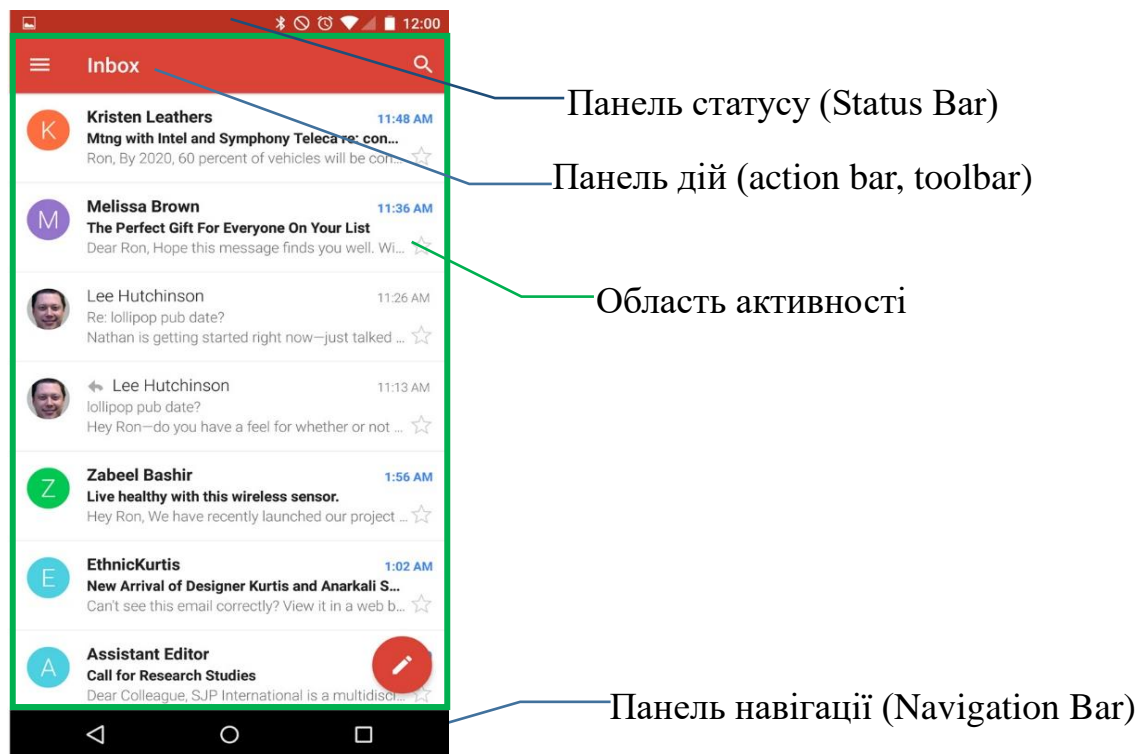 12:00
Inbox
Панель статусу (Status Bar)
K
Kristen Leathers 11:48 AM
Mtng with Intel and Symphony Teleca re: con...
Ron, By 2020, 60 percent of vehicles will be con...
Панель дій (action bar, toolbar)
M
Melissa Brown 11:36 AM
The Perfect Gift For Everyone On Your List
Dear Ron, Hope this message finds you well. Wi...
Область активності
Lee Hutchinson 11:26 AM
Re: lollipop pub date?
Nathan is getting started right now—just talked ...
Lee Hutchinson 11:13 AM
lollipop pub date?
Hey Ron—do you have a feel for whether or not ...
Z
Zabeel Bashir 1:56 AM
Live healthy with this wireless sensor.
Hey Ron, We have recently launched our project ...
E
EthnicKurtis 1:02 AM
New Arrival of Designer Kurtis and Anarkali S...
Can't see this email correctly? View it in a web b...
A
Assistant Editor
Call for Research Studies
Dear Colleague, SJP International is a multidisci...
Панель навігації (Navigation Bar)